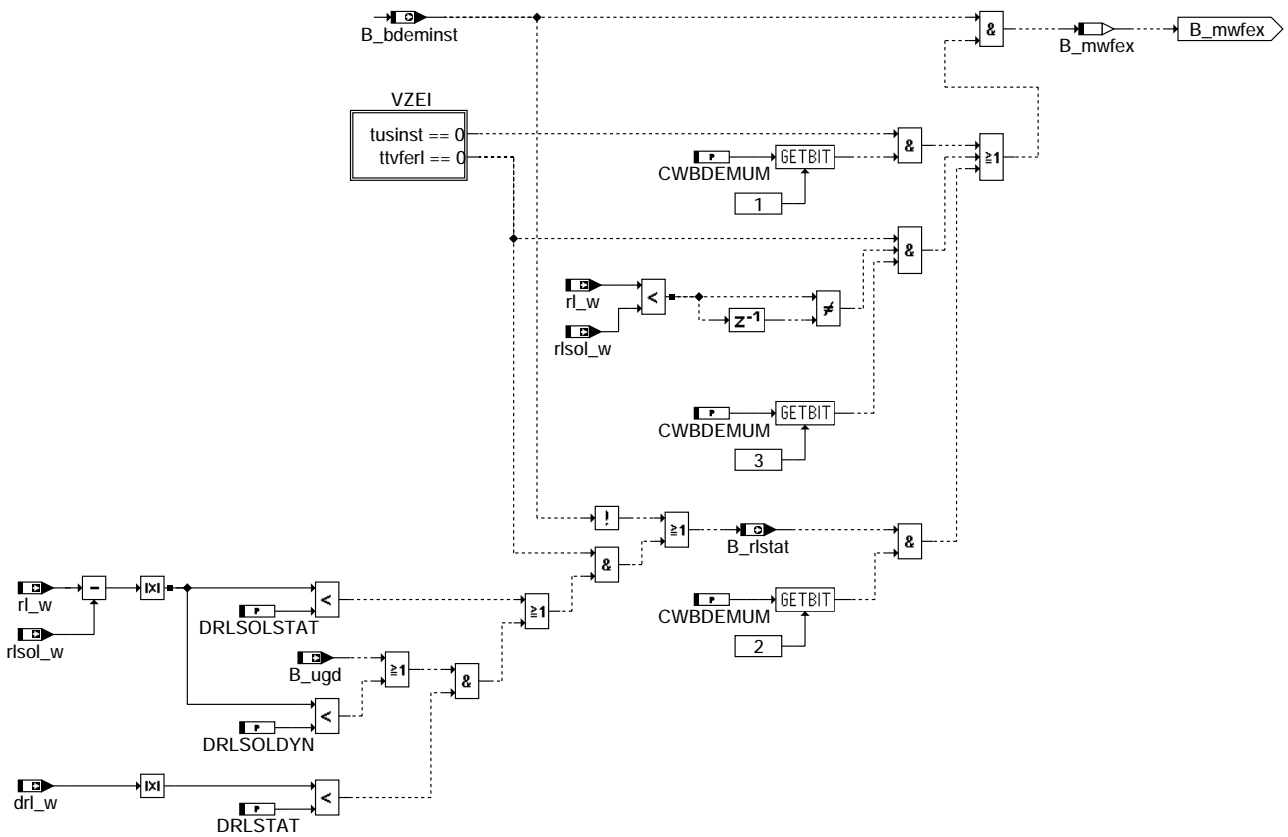 B_bdeminst
&
B_mwfex
B_mwfex
VZEI
tusinst == 0
ttvferl == 0
&
≥1
P
GETBIT
CWBDEMUM
1
&
rl_w
<
rlsol_w
z⁻¹
≠
P
GETBIT
CWBDEMUM
3
!
≥1
B_rlstat
&
&
rl_w
−
|x|
<
P
DRLSOLSTAT
≥1
P
GETBIT
CWBDEMUM
2
rlsol_w
B_ugd
≥1
&
<
P
DRLSOLDYN
drl_w
|x|
<
P
DRLSTAT